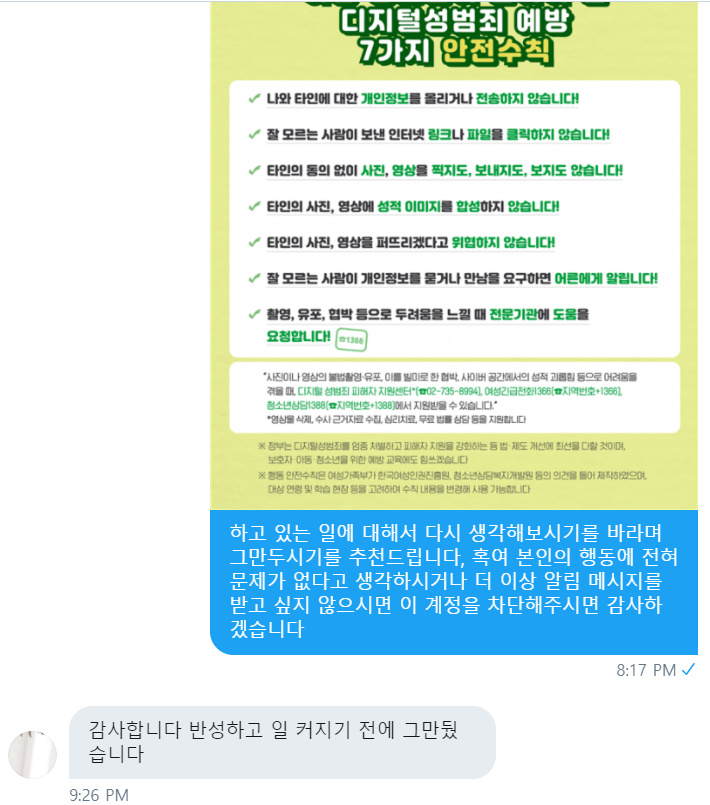 디지털성범죄 예방
7가지 안전수칙
나와 타인에 대한 개인정보를 올리거나 전송하지 않습니다!
잘 모르는 사람이 보낸 인터넷 링크나 파일을 클릭하지 않습니다!
타인의 동의 없이 사진, 영상을 찍지도, 보내지도, 보지도 않습니다!
타인의 사진, 영상에 성적 이미지를 합성하지 않습니다!
타인의 사진, 영상을 퍼뜨리겠다고 위협하지 않습니다!
잘 모르는 사람이 개인정보를 묻거나 만남을 요구하면 어른에게 알립니다!
촬영, 유포, 협박 등으로 두려움을 느낄 때 전문기관에 도움을
요청합니다! ☎1366
"사진이나 영상의 불법촬영·유포, 이를 빌미로 한 협박, 사이버 공간에서의 성적 괴롭힘 등으로 어려움을
겪을 때, 디지털 성범죄 피해자 지원센터*(☎02-735-8994), 여성긴급전화1366(☎지역번호+1366),
청소년상담1388(☎지역번호+1388)에서 지원받을 수 있습니다."
*영상물 삭제, 수사 근거자료 수집, 심리치료, 무료 법률 상담 등을 지원합니다
※ 정부는 디지털성범죄를 엄중 처벌하고 피해자 지원을 강화하는 등 법·제도 개선에 최선을 다할 것이며,
보호자·아동·청소년을 위한 예방 교육에도 힘쓰겠습니다
※ 행동 안전수칙은 여성가족부가 한국여성인권진흥원, 청소년상담복지개발원 등의 의견을 들어 제작하였으며,
대상 연령 및 학습 현장 등을 고려하여 수칙 내용을 변경해 사용 가능합니다
하고 있는 일에 대해서 다시 생각해보시기를 바라며
그만두시기를 추천드립니다, 혹여 본인의 행동에 전혀
문제가 없다고 생각하시거나 더 이상 알림 메시지를
받고 싶지 않으시면 이 계정을 차단해주시면 감사하
겠습니다
8:17 PM
감사합니다 반성하고 일 커지기 전에 그만뒀
습니다
9:26 PM